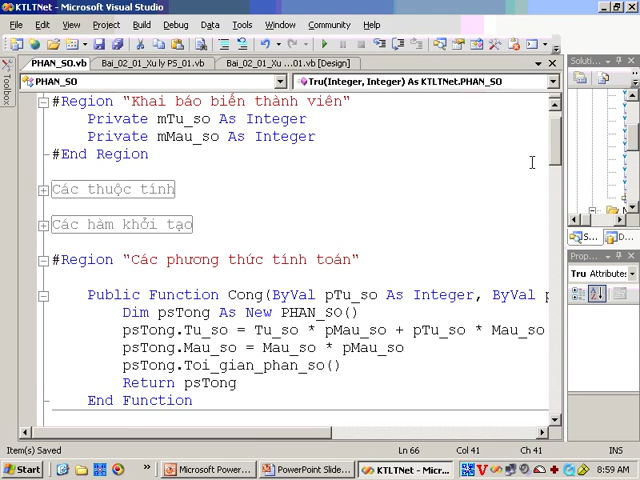 KTLTNet - Microsoft Visual Studio
File Edit View Project Build Debug Data Tools Window Community Help
PHAN_SO.vb Bai_02_01_Xu ly PS_01.vb Bai_02_01_Xu ...01.vb [Design] Solutio...
PHAN_SO Tru(Integer, Integer) As KTLTNet.PHAN_SO
Toolbox
#Region "Khai báo biến thành viên"
Private mTu_so As Integer
Private mMau_so As Integer
#End Region
Các thuộc tính
Các hàm khởi tạo
S... D...
#Region "Các phương thức tính toán"
Prope...
Tru Attributes
Public Function Cong(ByVal pTu_so As Integer, ByVal p
Dim psTong As New PHAN_SO()
psTong.Tu_so = Tu_so * pMau_so + pTu_so * Mau_so
psTong.Mau_so = Mau_so * pMau_so
psTong.Toi_gian_phan_so()
Return psTong
End Function
Item(s) Saved Ln 66 Col 41 Ch 41 INS
Start » Microsoft Power... PowerPoint Slide... KTLTNet - Micr... 8:59 AM